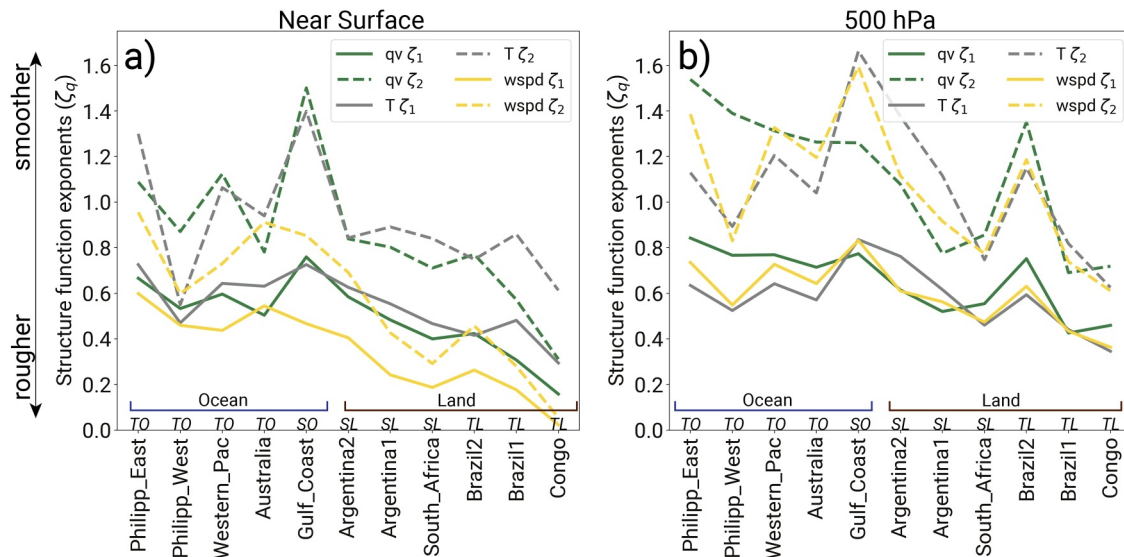 Near Surface
500 hPa
smoother
rougher
a)
qv ζ1
qv ζ2
T ζ1
T ζ2
wspd ζ1
wspd ζ2
Structure function exponents (ζq)
1.6
1.4
1.2
1.0
0.8
0.6
0.4
0.2
0.0
Ocean
Land
TO TO TO TO SO SL SL SL TL TL TL
Philipp_East
Philipp_West
Western_Pac
Australia
Gulf_Coast
Argentina2
Argentina1
South_Africa
Brazil2
Brazil1
Congo
b)
qv ζ1
qv ζ2
T ζ1
T ζ2
wspd ζ1
wspd ζ2
Structure function exponents (ζq)
1.6
1.4
1.2
1.0
0.8
0.6
0.4
0.2
0.0
Ocean
Land
TO TO TO TO SO SL SL SL TL TL TL
Philipp_East
Philipp_West
Western_Pac
Australia
Gulf_Coast
Argentina2
Argentina1
South_Africa
Brazil2
Brazil1
Congo